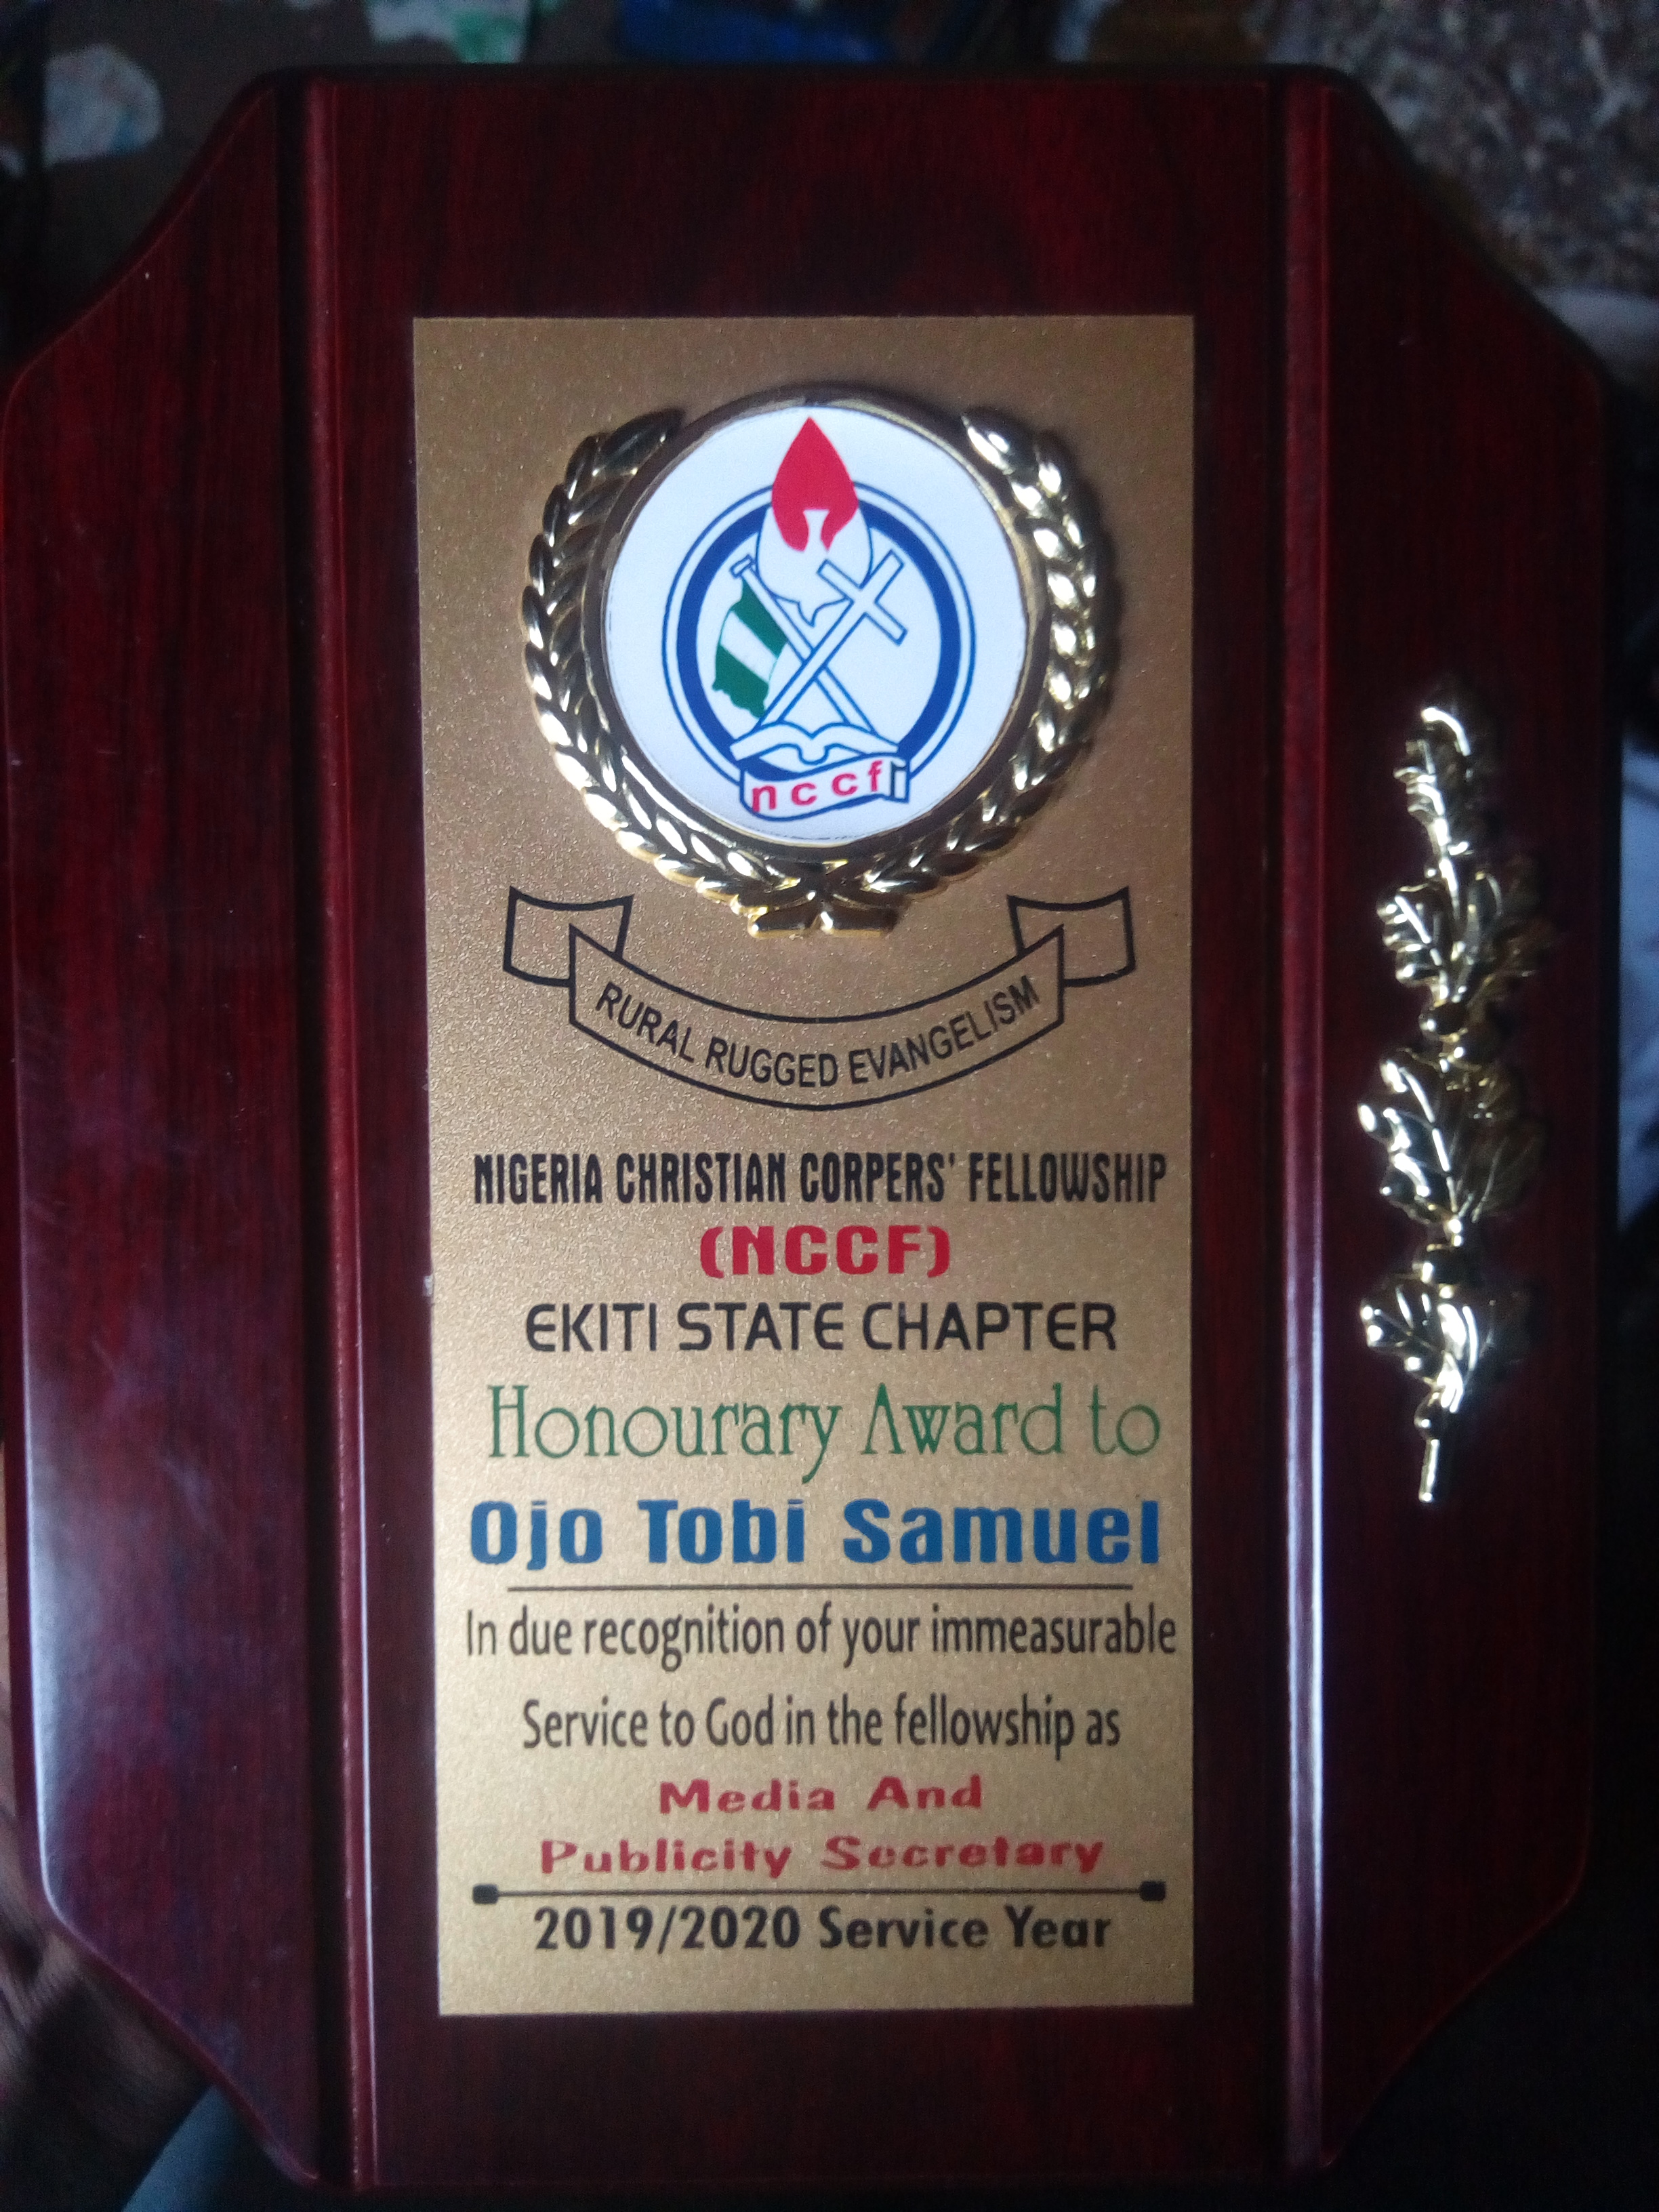 nccf
RURAL RUGGED EVANGELISM
NIGERIA CHRISTIAN CORPERS' FELLOWSHIP
(NCCF)
EKITI STATE CHAPTER
Honourary Award to
Ojo Tobi Samuel
In due recognition of your immeasurable
Service to God in the fellowship as
Media And
Publicity Secretary
2019/2020 Service Year